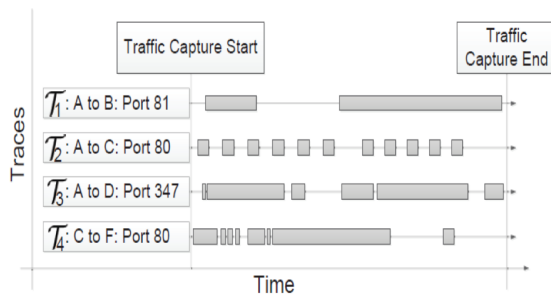 Traffic Capture Start
Traffic
Capture End
Traces
T1: A to B: Port 81
T2: A to C: Port 80
T3: A to D: Port 347
T4: C to F: Port 80
Time